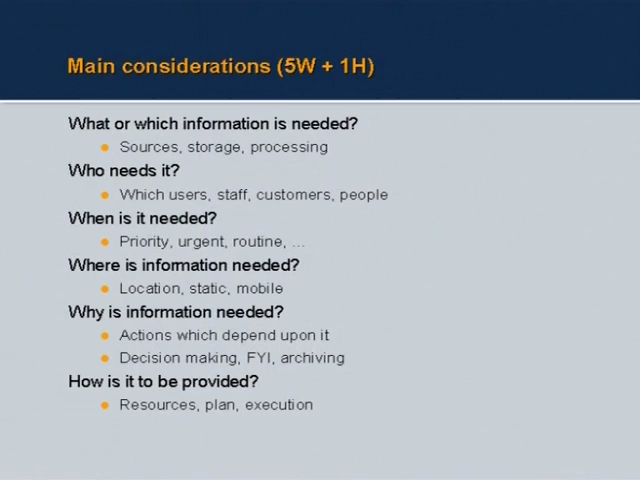 Main considerations (5W + 1H)
What or which information is needed?
Sources, storage, processing
Who needs it?
Which users, staff, customers, people
When is it needed?
Priority, urgent, routine, ...
Where is information needed?
Location, static, mobile
Why is information needed?
Actions which depend upon it
Decision making, FYI, archiving
How is it to be provided?
Resources, plan, execution